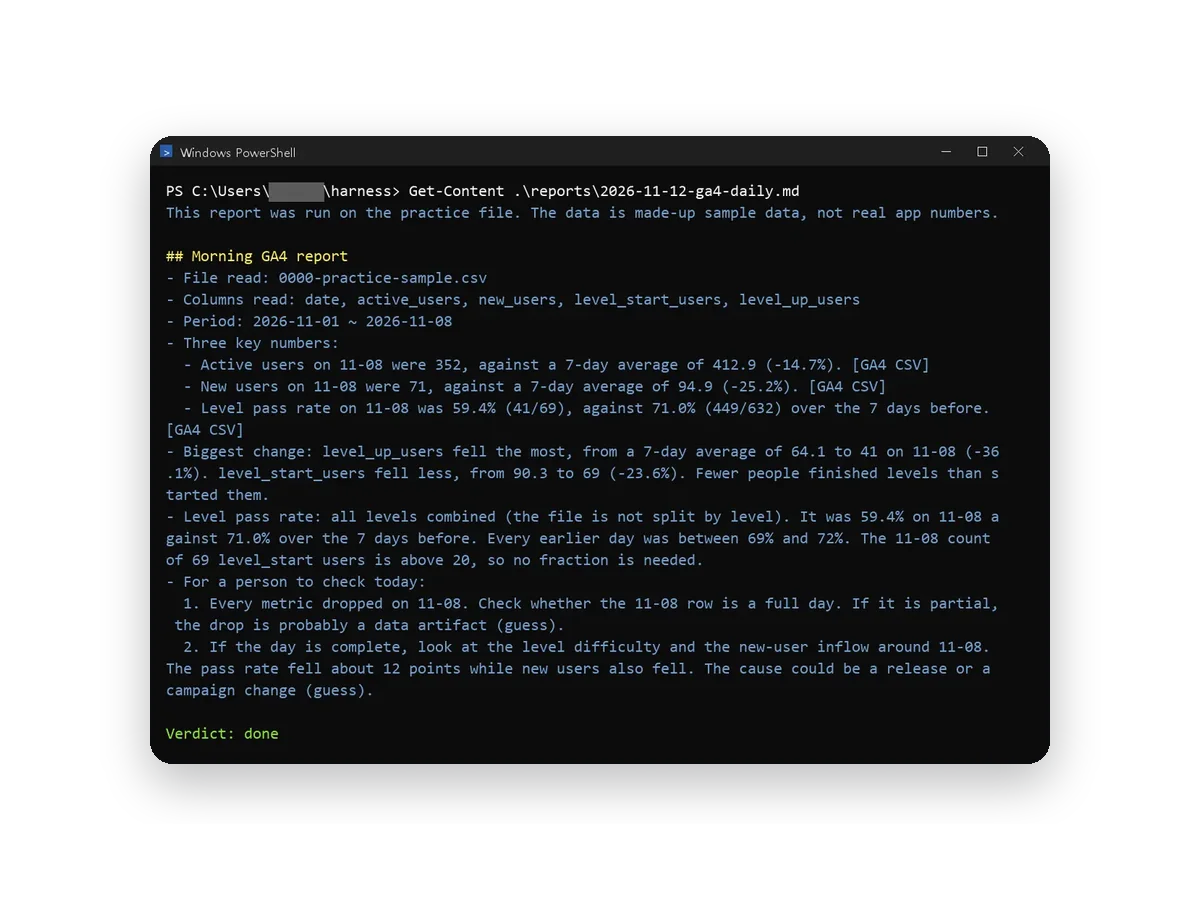 Windows PowerShell
PS C:\Users\ \harness> Get-Content .\reports\2026-11-12-ga4-daily.md
This report was run on the practice file. The data is made-up sample data, not real app numbers.
## Morning GA4 report
- File read: 0000-practice-sample.csv
- Columns read: date, active_users, new_users, level_start_users, level_up_users
- Period: 2026-11-01 ~ 2026-11-08
- Three key numbers:
- Active users on 11-08 were 352, against a 7-day average of 412.9 (-14.7%). [GA4 CSV]
- New users on 11-08 were 71, against a 7-day average of 94.9 (-25.2%). [GA4 CSV]
- Level pass rate on 11-08 was 59.4% (41/69), against 71.0% (449/632) over the 7 days before.
[GA4 CSV]
- Biggest change: level_up_users fell the most, from a 7-day average of 64.1 to 41 on 11-08 (-36
.1%). level_start_users fell less, from 90.3 to 69 (-23.6%). Fewer people finished levels than s
tarted them.
- Level pass rate: all levels combined (the file is not split by level). It was 59.4% on 11-08 a
gainst 71.0% over the 7 days before. Every earlier day was between 69% and 72%. The 11-08 count
of 69 level_start users is above 20, so no fraction is needed.
- For a person to check today:
1. Every metric dropped on 11-08. Check whether the 11-08 row is a full day. If it is partial,
the drop is probably a data artifact (guess).
2. If the day is complete, look at the level difficulty and the new-user inflow around 11-08.
The pass rate fell about 12 points while new users also fell. The cause could be a release or a
campaign change (guess).
Verdict: done